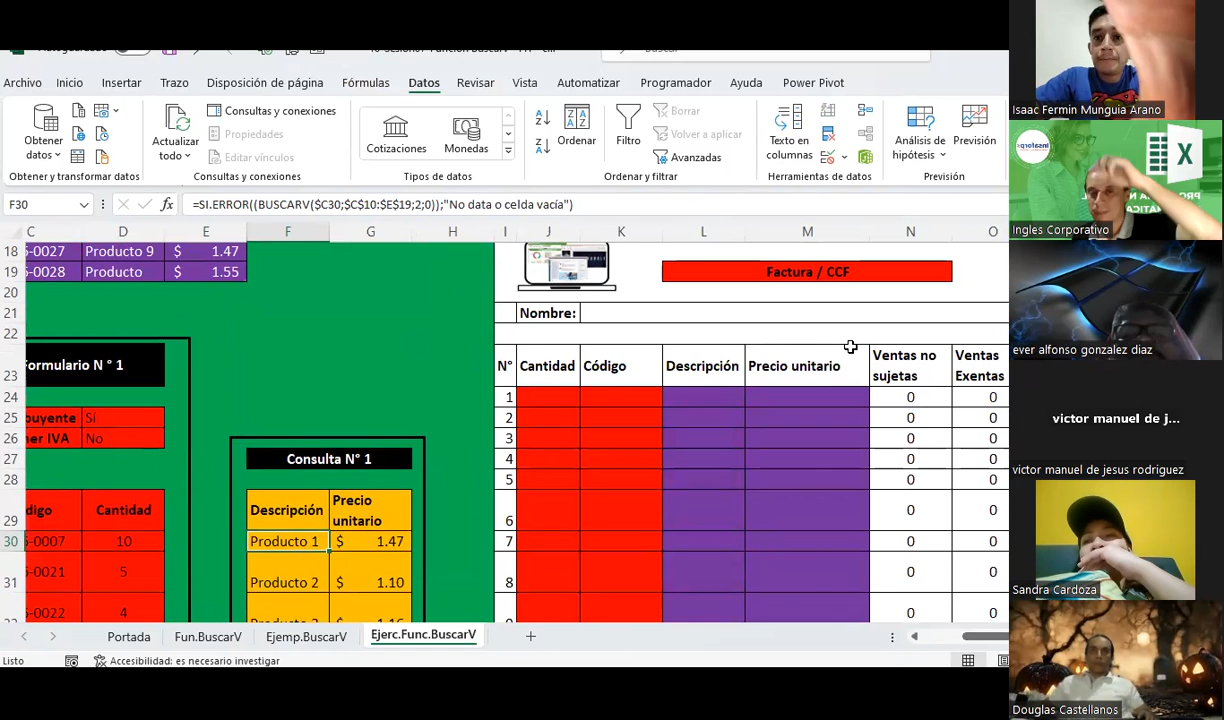 Buscar
Archivo Inicio Insertar Trazo Disposición de página Fórmulas Datos Revisar Vista Automatizar Programador Ayuda Power Pivot
Obtener datos
Actualizar todo
Consultas y conexiones
Propiedades
Editar vínculos
Cotizaciones
Monedas
Ordenar
Filtro
Borrar
Volver a aplicar
Avanzadas
Texto en columnas
Análisis de hipótesis
Previsión
Obtener y transformar datos Consultas y conexiones Tipos de datos Ordenar y filtrar Herramientas de datos Previsión
F30 fx =SI.ERROR((BUSCARV($C30;$C$10:$E$19;2;0));"No data o celda vacía")
C D E F G H I J K L M N O
18 -0027 Producto 9 $ 1.47
19 -0028 Producto $ 1.55
Factura / CCF
20
21 Nombre:
22
23 Formulario N ° 1
N° Cantidad Código Descripción Precio unitario Ventas no sujetas Ventas Exentas
24 1 0 0
25 buyente Sí 2 0 0
26 ner IVA No 3 0 0
27 Consulta N° 1 4 0 0
28 5 0 0
29 digo Cantidad Descripción Precio unitario 6 0 0
30 -0007 10 Producto 1 $ 1.47 7 0 0
31 -0021 5 Producto 2 $ 1.10 8 0 0
-0022 4
Portada Fun.BuscarV Ejemp.BuscarV Ejerc.Func.BuscarV
Listo Accesibilidad: es necesario investigar
Isaac Fermin Munguia Arano
Insaforp
X
Ingles Corporativo
ever alfonso gonzalez diaz
victor manuel de j...
victor manuel de jesus rodriguez
Sandra Cardoza
Douglas Castellanos